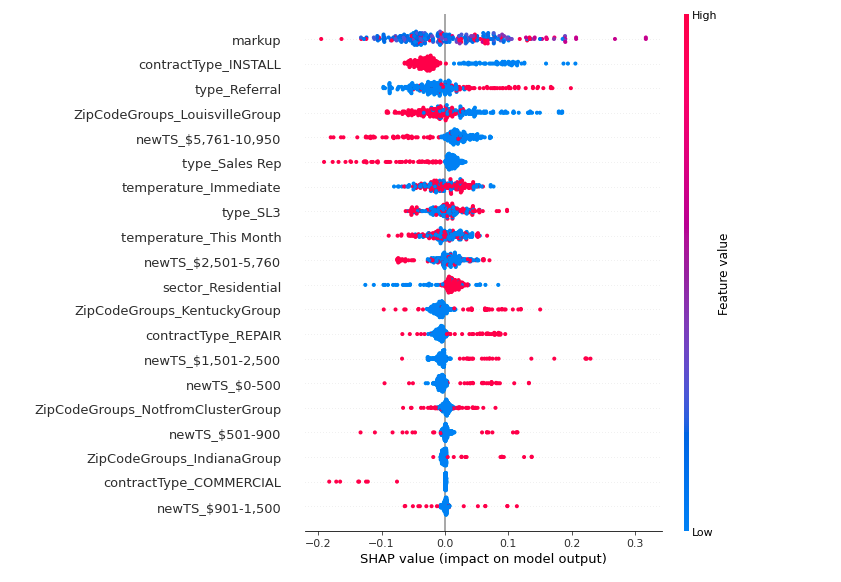 High
markup
contractType_INSTALL
type_Referral
ZipCodeGroups_LouisvilleGroup
newTS_$5,761-10,950
type_Sales Rep
temperature_Immediate
type_SL3
temperature_This Month
newTS_$2,501-5,760
sector_Residential
ZipCodeGroups_KentuckyGroup
contractType_REPAIR
newTS_$1,501-2,500
newTS_$0-500
ZipCodeGroups_NotfromClusterGroup
newTS_$501-900
ZipCodeGroups_IndianaGroup
contractType_COMMERCIAL
newTS_$901-1,500
Feature value
Low
−0.2 −0.1 0.0 0.1 0.2 0.3
SHAP value (impact on model output)